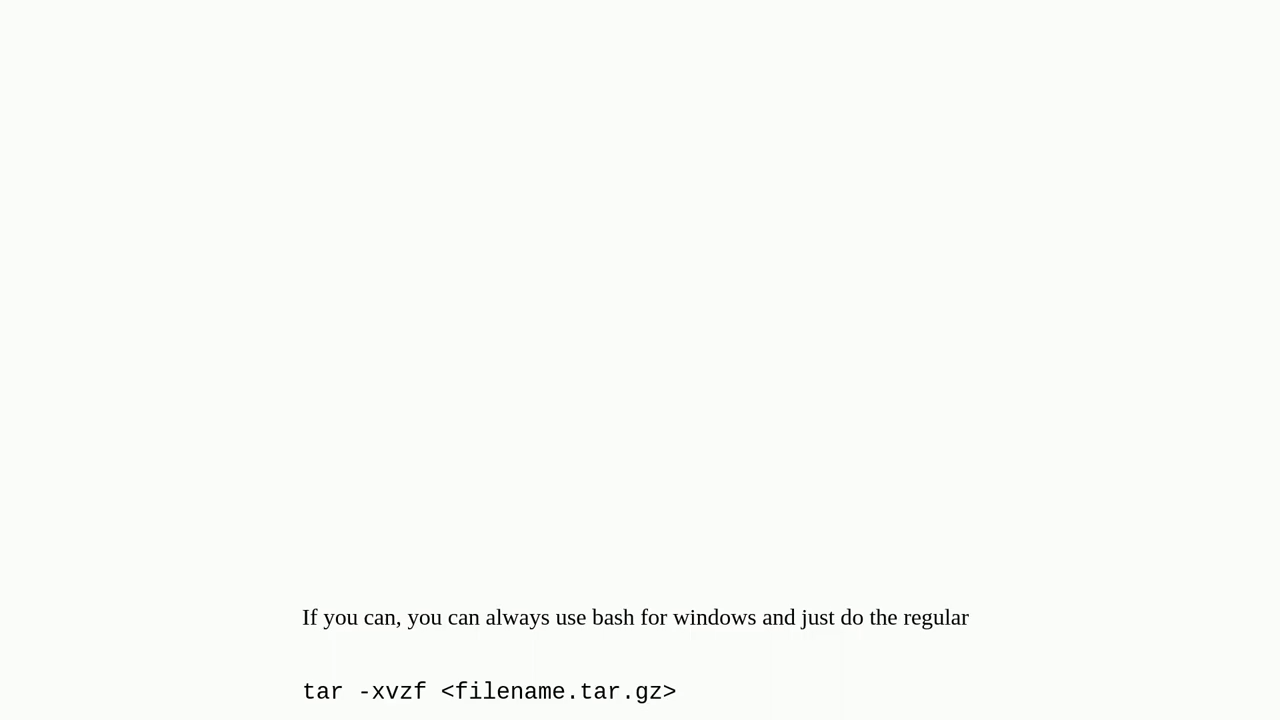 If you can, you can always use bash for windows and just do the regular
tar -xvzf <filename.tar.gz>